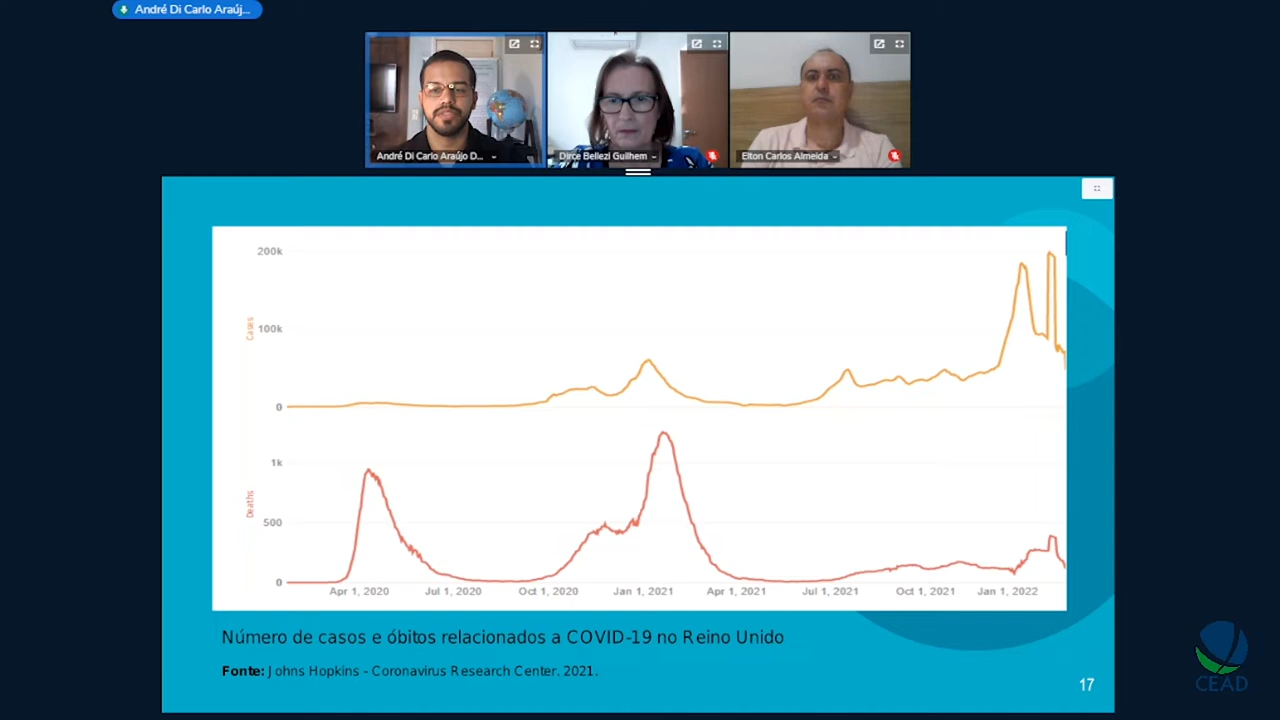 André Di Carlo Araúj...
André Di Carlo Araújo D...
Dirce Bellezi Guilhem
Elton Carlos Almeida
200k
Cases
100k
0
1k
Deaths
500
0
Apr 1, 2020
Jul 1, 2020
Oct 1, 2020
Jan 1, 2021
Apr 1, 2021
Jul 1, 2021
Oct 1, 2021
Jan 1, 2022
Número de casos e óbitos relacionados a COVID-19 no Reino Unido
Fonte: Johns Hopkins - Coronavirus Research Center. 2021.
17
CEAD